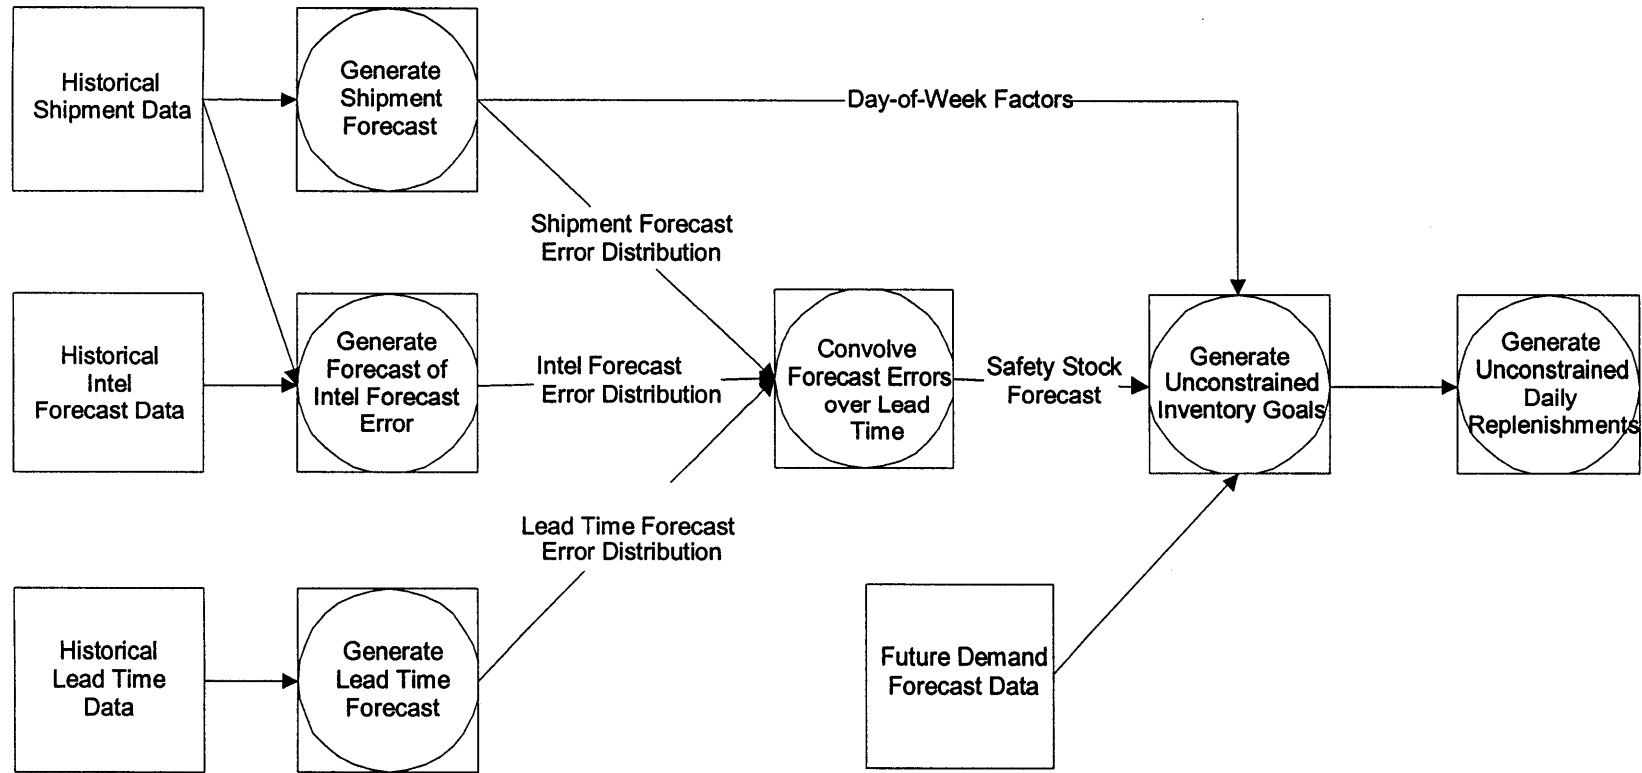 Historical
Shipment Data
Generate
Shipment
Forecast
Day-of-Week Factors
Shipment Forecast
Error Distribution
Historical
Intel
Forecast Data
Generate
Forecast of
Intel Forecast
Error
Intel Forecast
Error Distribution
Convolve
Forecast Errors
over Lead
Time
Safety Stock
Forecast
Generate
Unconstrained
Inventory Goals
Generate
Unconstrained
Daily
Replenishments
Lead Time Forecast
Error Distribution
Historical
Lead Time
Data
Generate
Lead Time
Forecast
Future Demand
Forecast Data